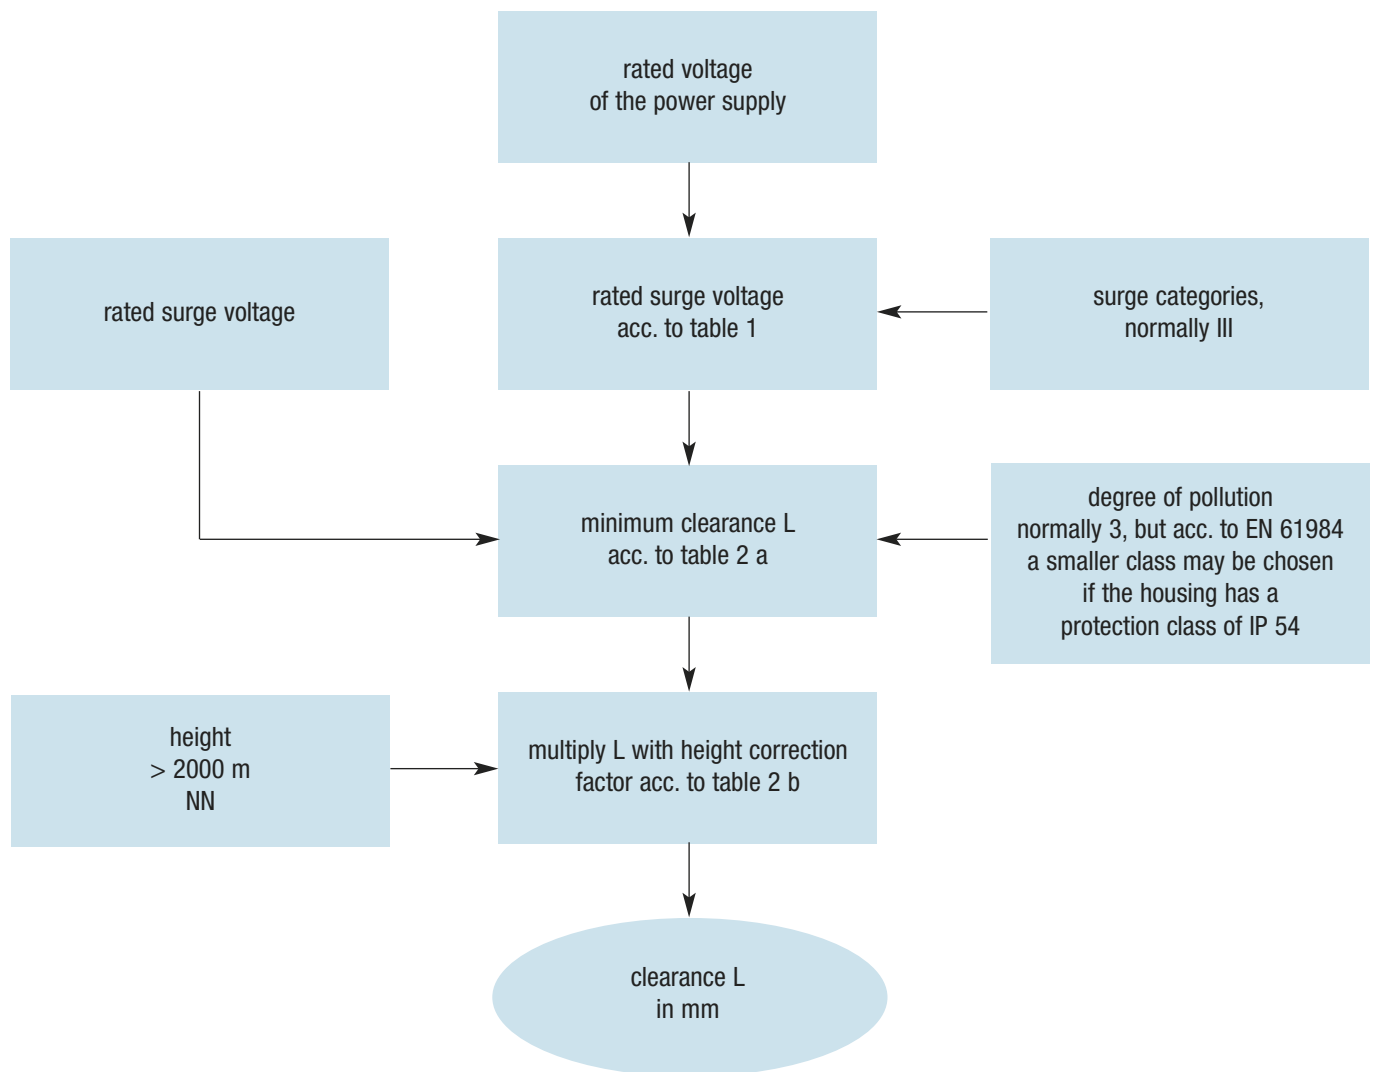 rated voltage
of the power supply
rated surge voltage
rated surge voltage
acc. to table 1
surge categories,
normally III
minimum clearance L
acc. to table 2 a
degree of pollution
normally 3, but acc. to EN 61984
a smaller class may be chosen
if the housing has a
protection class of IP 54
height
> 2000 m
NN
multiply L with height correction
factor acc. to table 2 b
clearance L
in mm